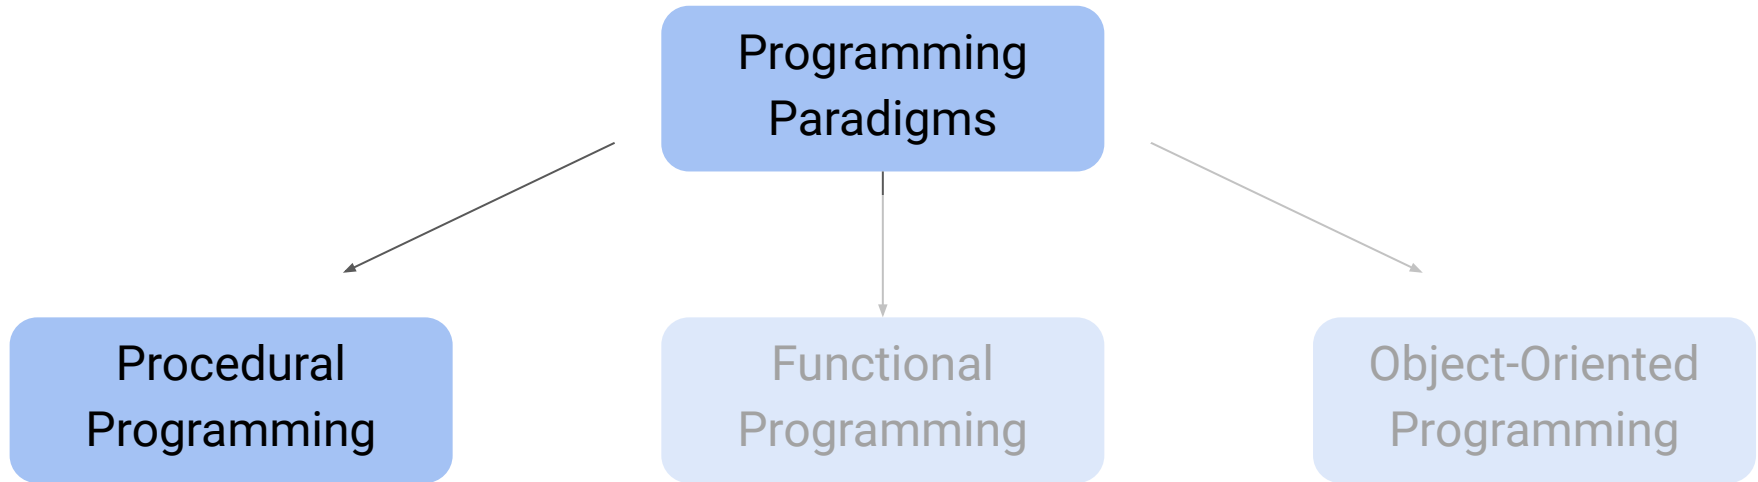 Programming
Paradigms
Procedural
Programming
Functional
Programming
Object-Oriented
Programming